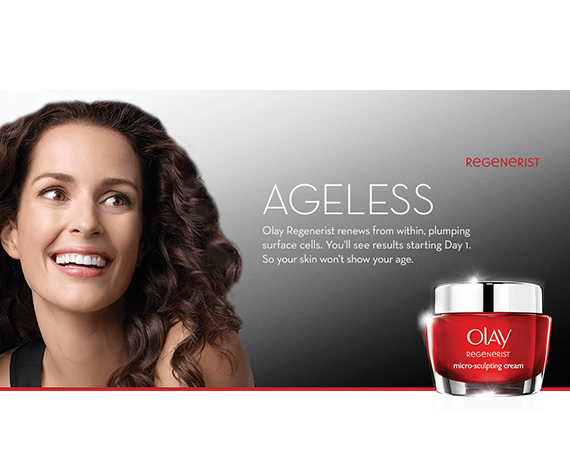 ReGeNeRIST
AGELESS
Olay Regenerist renews from within, plumping
surface cells. You'll see results starting Day 1.
So your skin won't show your age.
OLAY
ReGeNeRIST
micro-sculpting cream